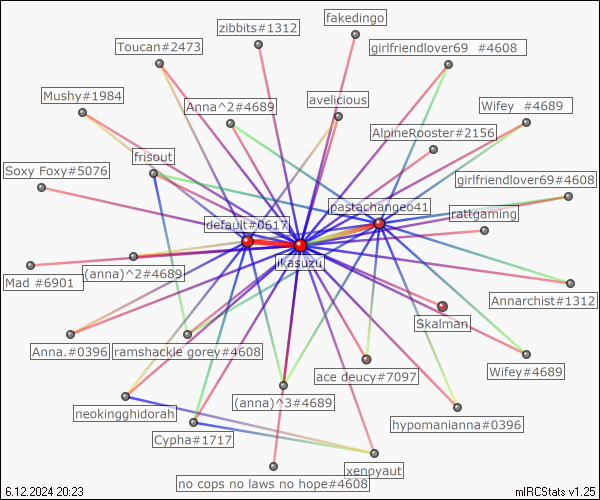 fakedingo
zibbits#1312
girlfriendlover69 #4608
Toucan#2473
Mushy#1984
avelicious
Anna^2#4689
Wifey #4689
AlpineRooster#2156
frisout
Soxy Foxy#5076
girlfriendlover69#4608
pastachangeo41
rattgaming
default#0617
ikasuzu
(anna)^2#4689
Mad #6901
Annarchist#1312
Skalman
Anna.#0396
ramshackle gorey#4608
Wifey#4689
ace deucy#7097
(anna)^3#4689
neokingghidorah
hypomanianna#0396
Cypha#1717
xenoyaut
no cops no laws no hope#4608
6.12.2024 20:23
mIRCStats v1.25